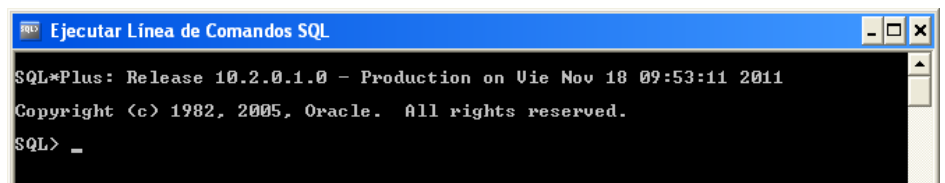 Ejecutar Línea de Comandos SQL
SQL*Plus: Release 10.2.0.1.0 - Production on Vie Nov 18 09:53:11 2011
Copyright (c) 1982, 2005, Oracle.  All rights reserved.
SQL> _